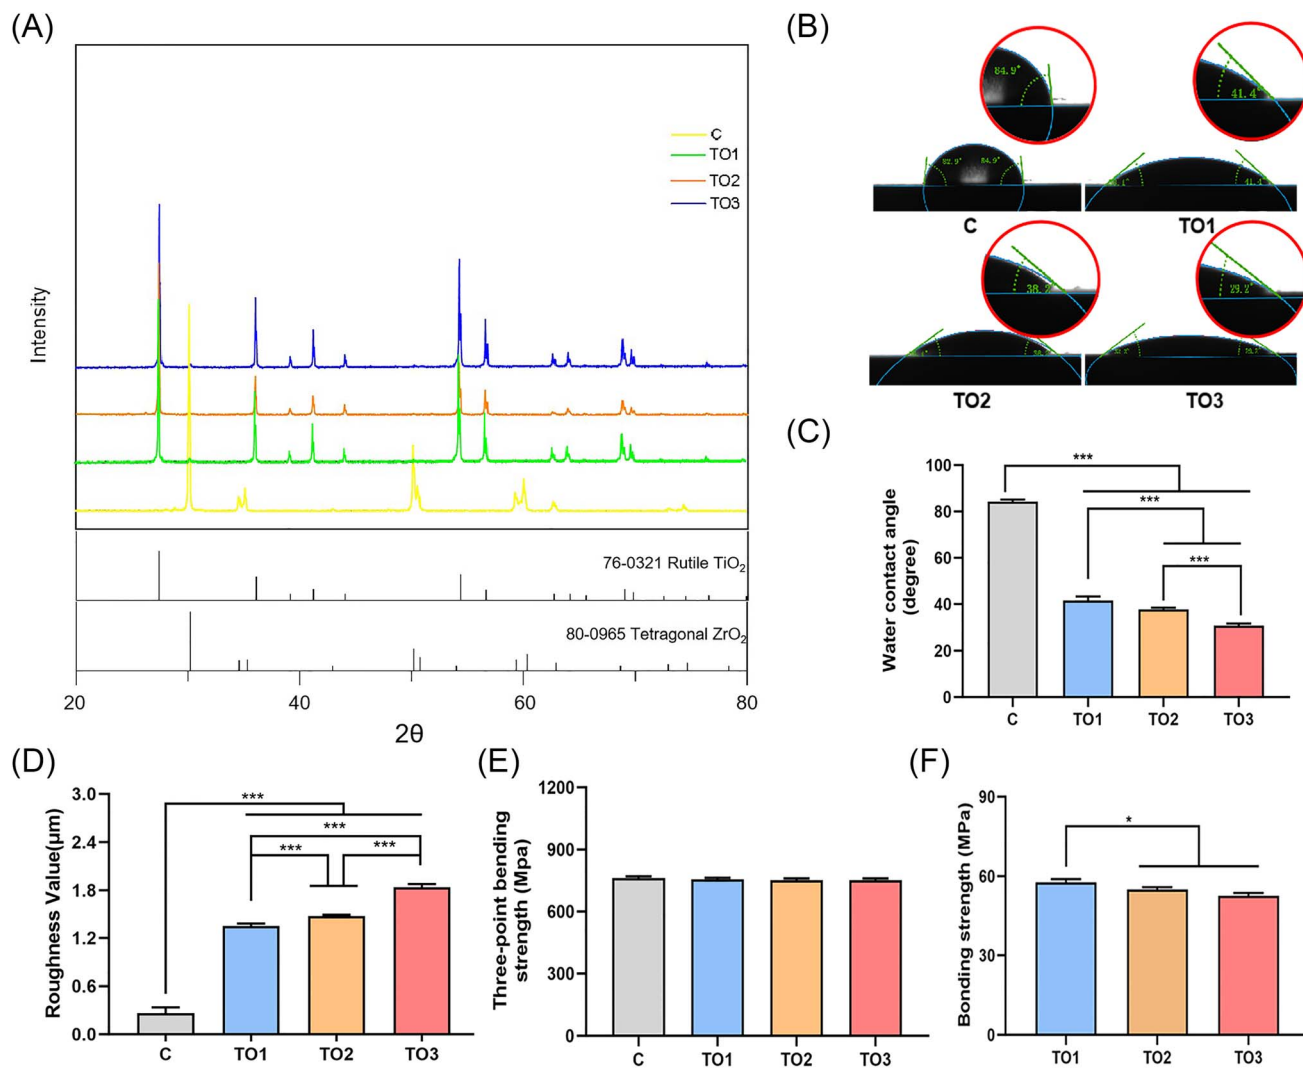 (A)
C
TO1
TO2
TO3
Intensity
76-0321 Rutile TiO2
80-0965 Tetragonal ZrO2
20
40
60
80
2θ
(B)
84.9°
41.4°
82.9°
84.9°
C
TO1
38.2°
29.2°
TO2
TO3
(C)
Water contact angle
(degree)
100
80
60
40
20
0
***
***
***
C
TO1
TO2
TO3
(D)
Roughness Value(μm)
3.0
2.4
1.8
1.2
0.6
0.0
***
***
***
***
C
TO1
TO2
TO3
(E)
Three-point bending
strength (Mpa)
1200
900
600
300
0
C
TO1
TO2
TO3
(F)
Bonding strength (MPa)
90
60
30
0
*
TO1
TO2
TO3